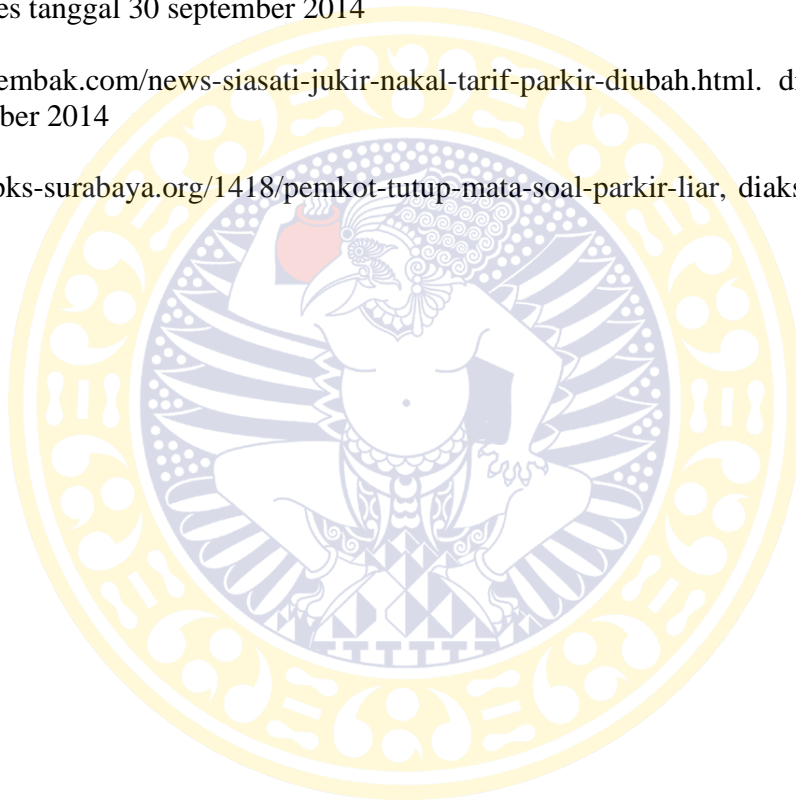 es tanggal 30 september 2014
embak.com/news-siasati-jukir-nakal-tarif-parkir-diubah.html. di
ber 2014
oks-surabaya.org/1418/pemkot-tutup-mata-soal-parkir-liar, diaks